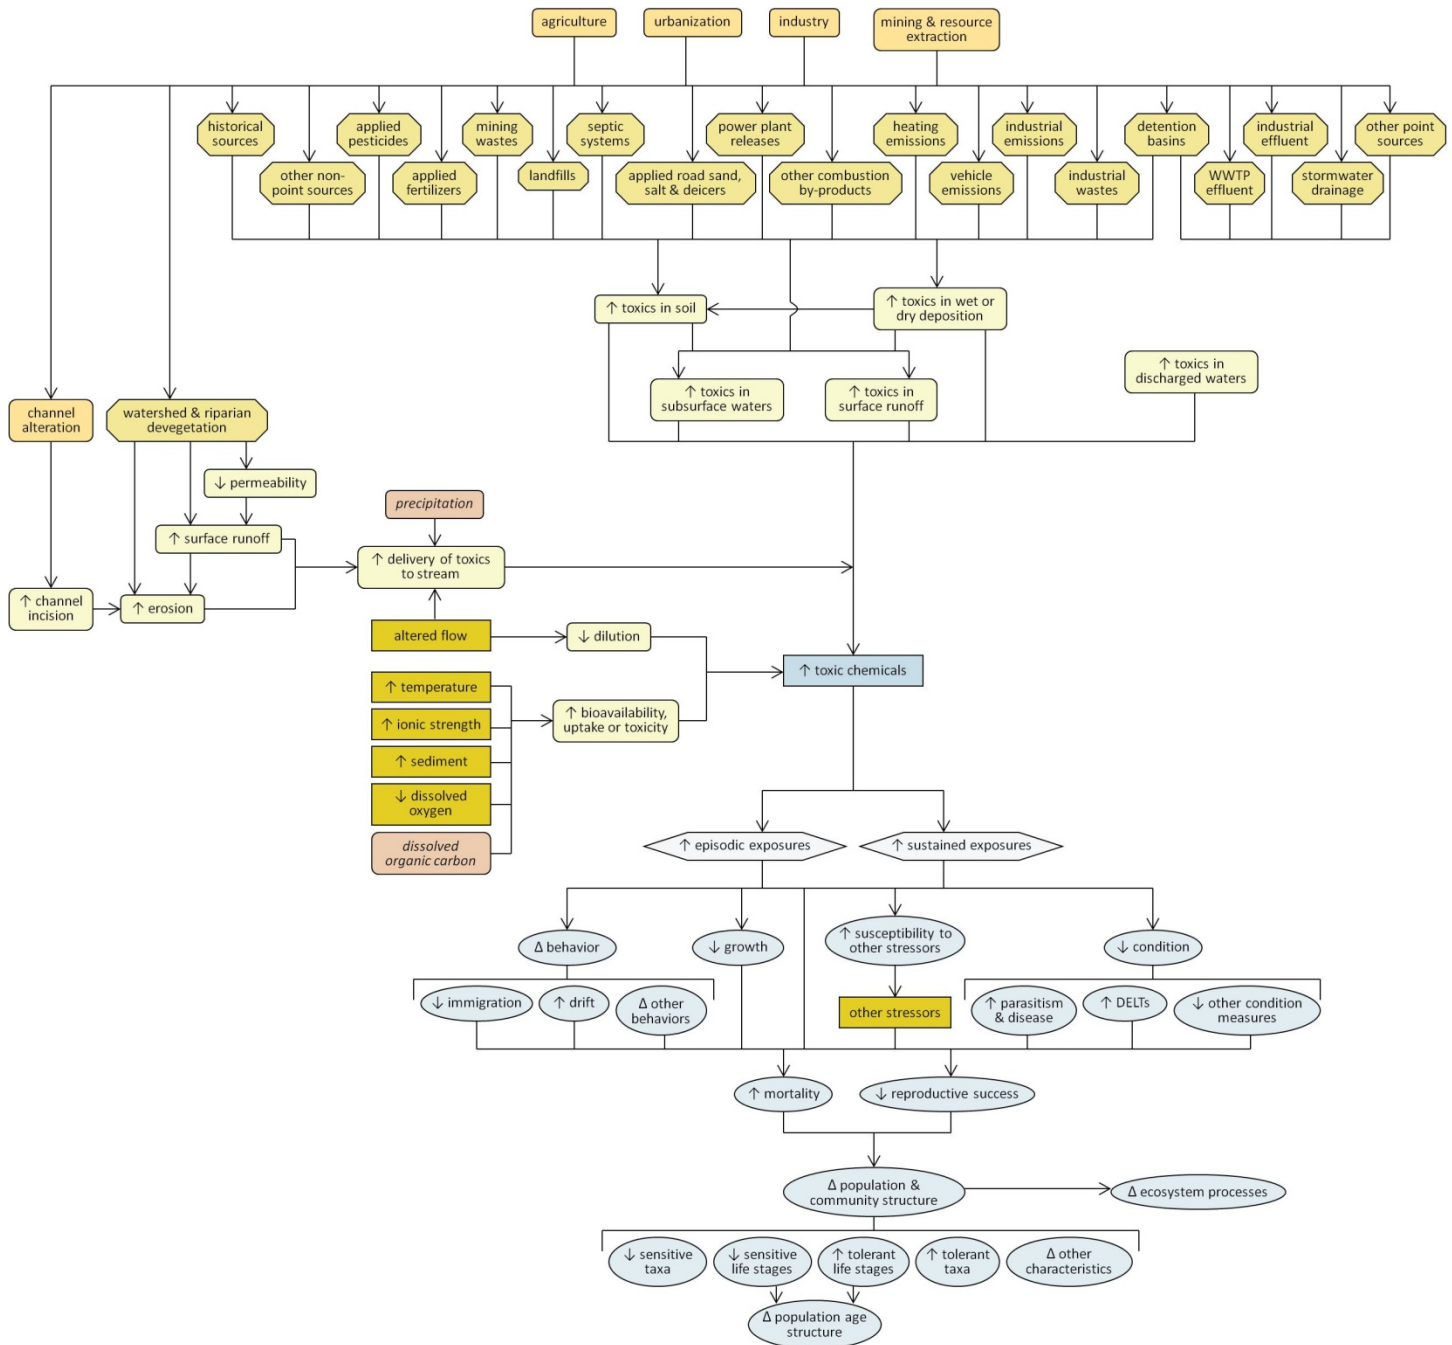 agriculture
urbanization
industry
mining & resource
extraction
historical
sources
other non-
point sources
applied
pesticides
applied
fertilizers
mining
wastes
landfills
septic
systems
applied road sand,
salt & deicers
power plant
releases
other combustion
by-products
heating
emissions
vehicle
emissions
industrial
emissions
industrial
wastes
detention
basins
WWTP
effluent
industrial
effluent
stormwater
drainage
other point
sources
↑ toxics in soil
↑ toxics in wet or
dry deposition
↑ toxics in
subsurface waters
↑ toxics in
surface runoff
↑ toxics in
discharged waters
channel
alteration
watershed & riparian
devegetation
↓ permeability
↑ surface runoff
↑ channel
incision
↑ erosion
precipitation
↑ delivery of toxics
to stream
altered flow
↓ dilution
↑ temperature
↑ ionic strength
↑ sediment
↓ dissolved
oxygen
dissolved
organic carbon
↑ bioavailability,
uptake or toxicity
↑ toxic chemicals
↑ episodic exposures
↑ sustained exposures
Δ behavior
↓ growth
↑ susceptibility to
other stressors
↓ condition
↓ immigration
↑ drift
Δ other
behaviors
other stressors
↑ parasitism
& disease
↑ DELTs
↓ other condition
measures
↑ mortality
↓ reproductive success
Δ population &
community structure
Δ ecosystem processes
↓ sensitive
taxa
↓ sensitive
life stages
↑ tolerant
life stages
↑ tolerant
taxa
Δ other
characteristics
Δ population age
structure